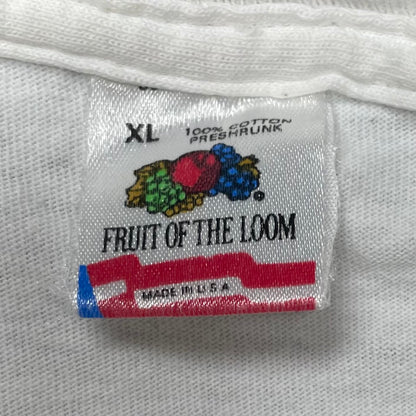 XL
100% COTTON
PRESHRUNK
®
FRUIT OF THE LOOM
MADE IN U S A